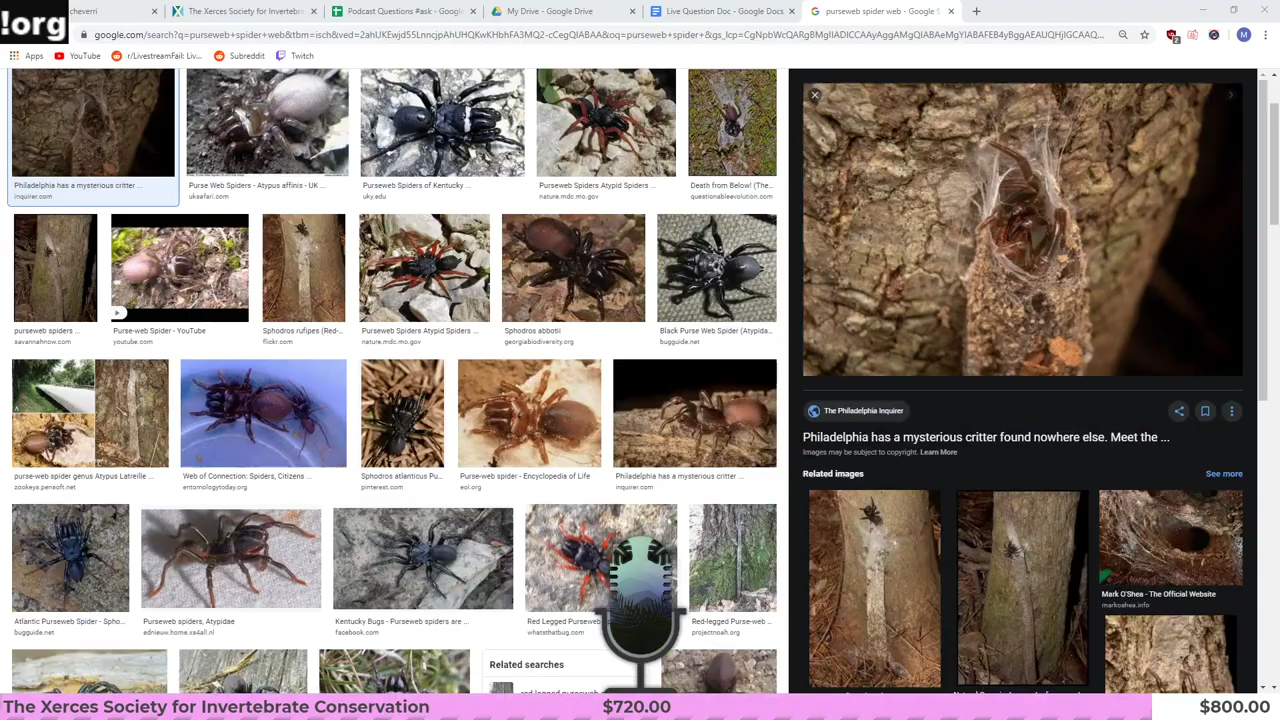 !org
checverri
The Xerces Society for Invertebr
Podcast Questions #ask - Google
My Drive - Google Drive
Live Question Doc - Google Docs
purseweb spider web - Google S
google.com/search?q=purseweb+spider+web&tbm=isch&ved=
Apps
YouTube
r/LivestreamFail: Liv...
Subreddit
Twitch
M
2
Philadelphia has a mysterious critter ...
inquirer.com
Purse Web Spiders - Atypus affinis - UK ...
uksafari.com
Purseweb Spiders of Kentucky ...
uky.edu
Purseweb Spiders Atypid Spiders ...
nature.mdc.mo.gov
Death from Below! (The...
questionableevolution.com
purseweb spiders ...
savannahnow.com
Purse-web Spider - YouTube
youtube.com
Sphodros rufipes (Red-...
flickr.com
Purseweb Spiders Atypid Spiders ...
nature.mdc.mo.gov
Sphodros abbotii
georgiabiodiversity.org
Black Purse Web Spider (Atypida...
bugguide.net
purse-web spider genus Atypus Latreille ...
zookeys.pensoft.net
Web of Connection: Spiders, Citizens ...
entomologytoday.org
Sphodros atlanticus Pu...
pinterest.com
Purse-web spider - Encyclopedia of Life
eol.org
Philadelphia has a mysterious critter ...
inquirer.com
Atlantic Purseweb Spider - Spho...
bugguide.net
Purseweb spiders, Atypidae
ednieuw.home.xs4all.nl
Kentucky Bugs - Purseweb spiders are ...
facebook.com
Red Legged Purseweb
whatsthatbug.com
Red-legged Purse-web ...
projectnoah.org
Related searches
The Philadelphia Inquirer
Philadelphia has a mysterious critter found nowhere else. Meet the ...
Images may be subject to copyright. Learn More
Related images
See more
Mark O'Shea - The Official Website
markoshea.info
The Xerces Society for Invertebrate Conservation
$720.00
$800.00